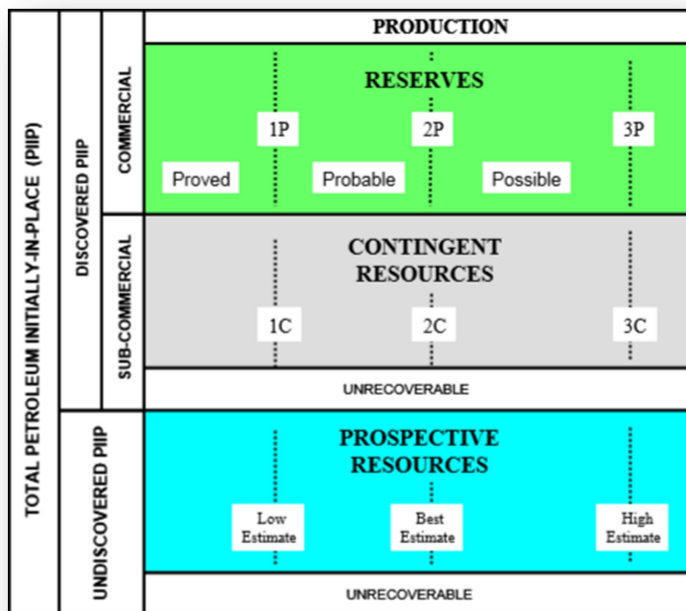 TOTAL PETROLEUM INITIALLY-IN-PLACE (PIIP)
DISCOVERED PIIP
COMMERCIAL
PRODUCTION
RESERVES
1P
2P
3P
Proved
Probable
Possible
SUB-COMMERCIAL
CONTINGENT
RESOURCES
1C
2C
3C
UNRECOVERABLE
UNDISCOVERED PIIP
PROSPECTIVE
RESOURCES
Low
Estimate
Best
Estimate
High
Estimate
UNRECOVERABLE